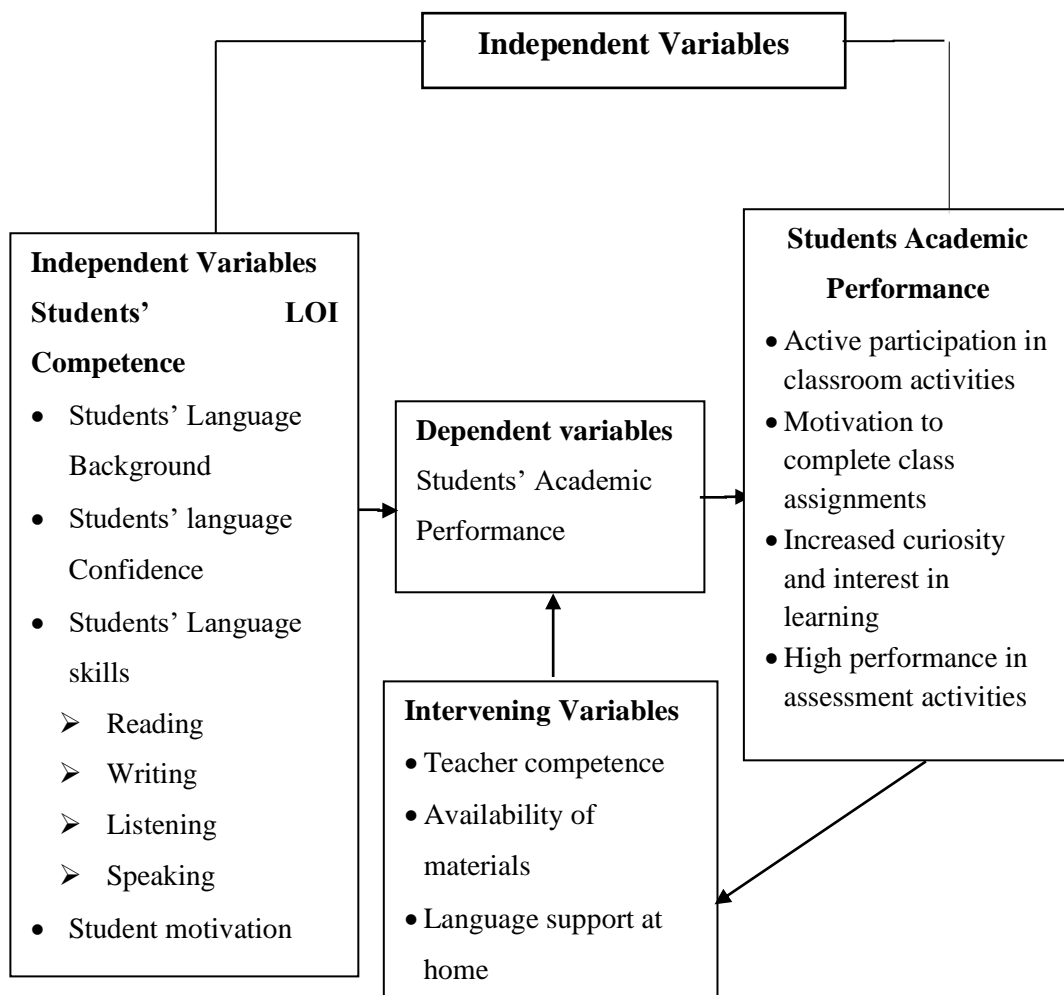 Independent Variables
Independent Variables
Students’ LOI
Competence
• Students’ Language
Background
• Students’ language
Confidence
• Students’ Language
skills
➢ Reading
➢ Writing
➢ Listening
➢ Speaking
• Student motivation
Dependent variables
Students’ Academic
Performance
Intervening Variables
• Teacher competence
• Availability of
materials
• Language support at
home
Students Academic
Performance
• Active participation in
classroom activities
• Motivation to
complete class
assignments
• Increased curiosity
and interest in
learning
• High performance in
assessment activities